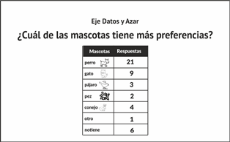 Eje Datos y Azar
¿Cuál de las mascotas tiene más preferencias?
Mascotas Respuestas
perro 21
gato 9
pájaro 3
pez 2
conejo 4
otra 1
notiene 6